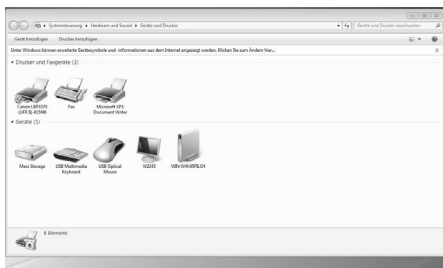 Systemsteuerung ▸ Hardware und Sound ▸ Geräte und Drucker
Geräte und Drucker durchsuchen
Gerät hinzufügen Drucker hinzufügen
Unter Windows können erweiterte Gerätesymbole und -informationen aus dem Internet angezeigt werden. Klicken Sie zum Ändern hier...
Drucker und Faxgeräte (3)
Canon LBP3370
Fax
Microsoft XPS
Document Writer
Geräte (5)
Mass Storage
USB Multimedia
Keyboard
USB Optical
Mouse
W2243
8 Elemente